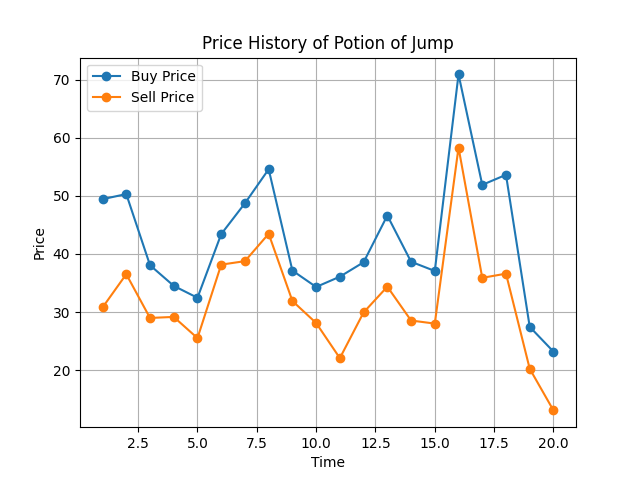 Price History of Potion of Jump
Buy Price
Sell Price
70
60
50
40
30
20
Price
2.5 5.0 7.5 10.0 12.5 15.0 17.5 20.0
Time